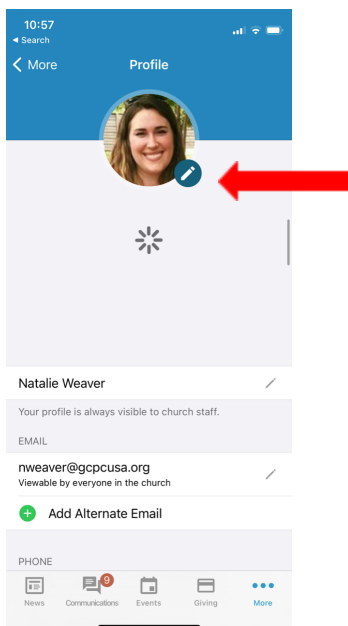 10:57
◄ Search
More
Profile
Natalie Weaver
Your profile is always visible to church staff.
EMAIL
nweaver@gcpcusa.org
Viewable by everyone in the church
Add Alternate Email
PHONE
9
News Communications Events Giving More